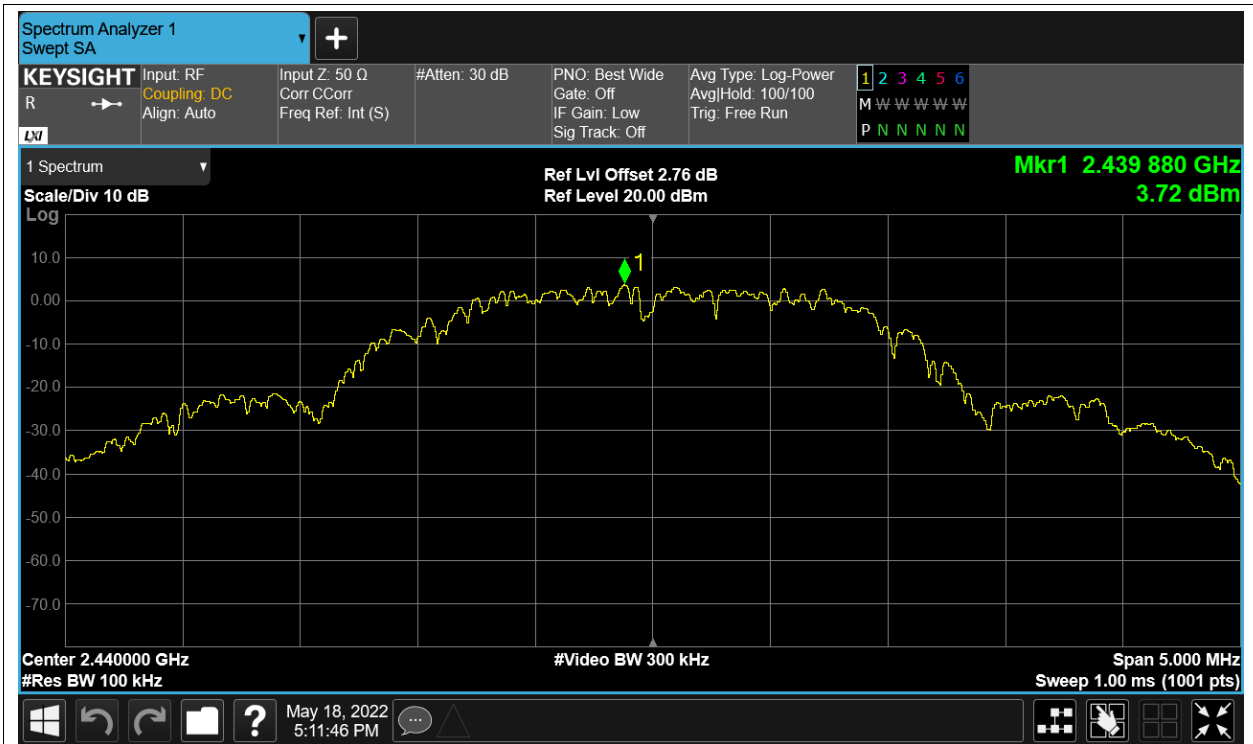 Spectrum Analyzer 1
Swept SA
KEYSIGHT
R
LXI
Input: RF
Coupling: DC
Align: Auto
Input Z: 50 Ω
Corr CCorr
Freq Ref: Int (S)
#Atten: 30 dB
PNO: Best Wide
Gate: Off
IF Gain: Low
Sig Track: Off
Avg Type: Log-Power
Avg|Hold: 100/100
Trig: Free Run
1 2 3 4 5 6
M W W W W W W
P N N N N N N
1 Spectrum
Scale/Div 10 dB
Log
Ref Lvl Offset 2.76 dB
Ref Level 20.00 dBm
Mkr1 2.439 880 GHz
3.72 dBm
1
10.0
0.00
-10.0
-20.0
-30.0
-40.0
-50.0
-60.0
-70.0
Center 2.440000 GHz
#Res BW 100 kHz
#Video BW 300 kHz
Span 5.000 MHz
Sweep 1.00 ms (1001 pts)
?
May 18, 2022
5:11:46 PM